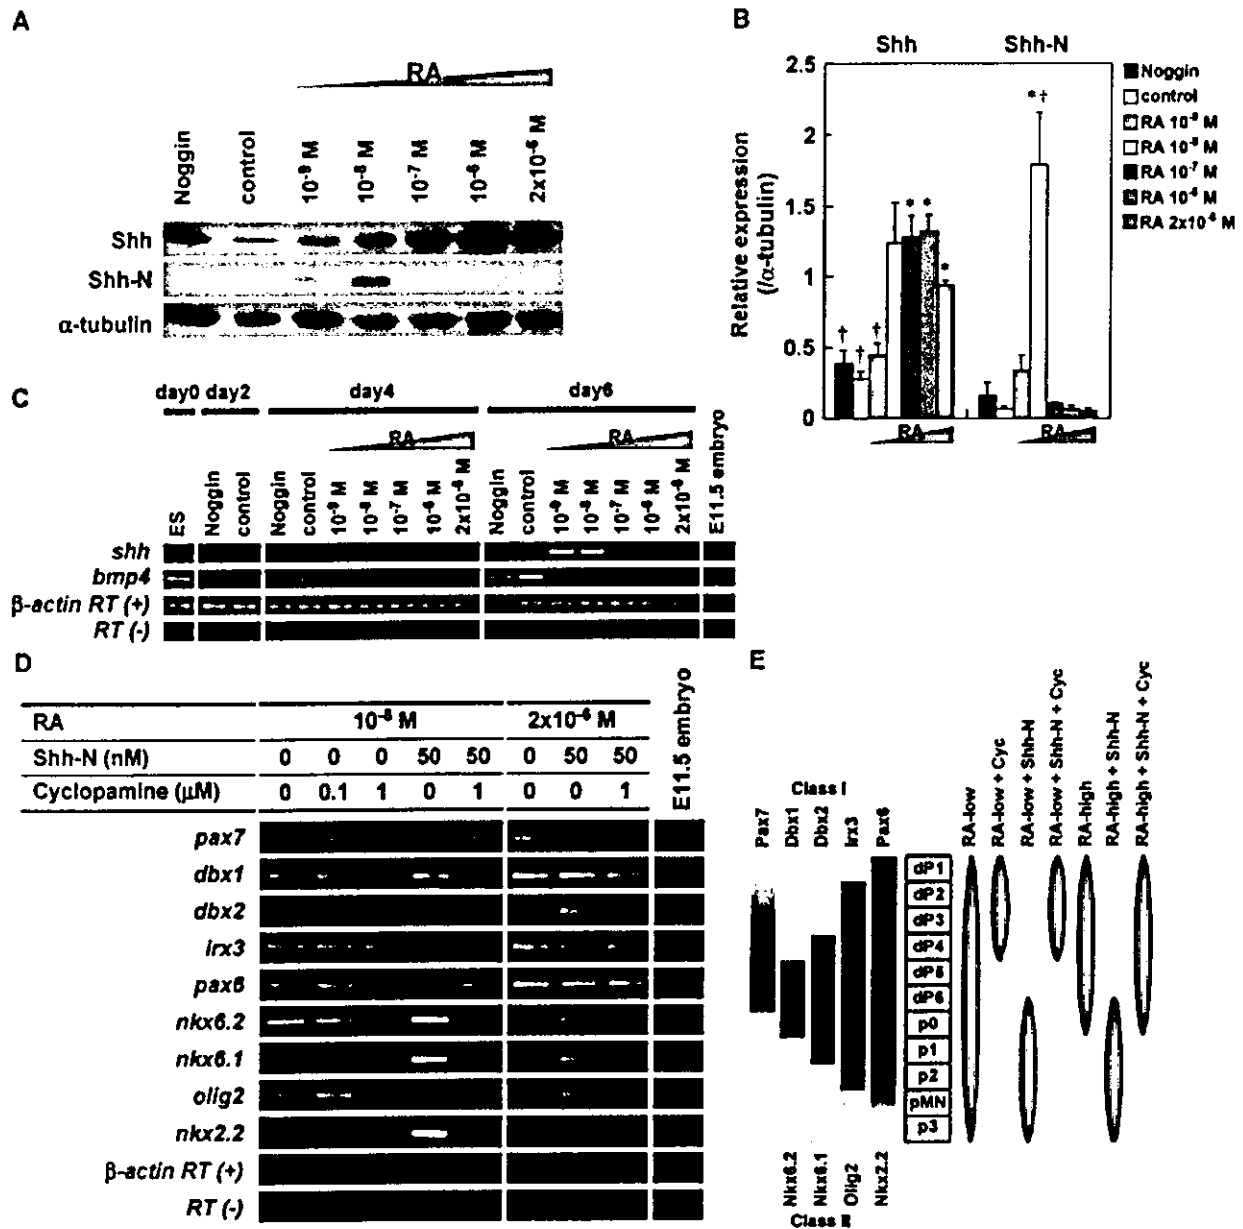 A
RA
Noggin
control
10⁻⁹ M
10⁻⁸ M
10⁻⁷ M
10⁻⁶ M
2x10⁻⁶ M
Shh
Shh-N
α-tubulin
B
Shh Shh-N
Relative expression
(/α-tubulin)
2.5
2
1.5
1
0.5
0
† † † * * * * †
RA RA
Noggin
control
RA 10⁻⁹ M
RA 10⁻⁸ M
RA 10⁻⁷ M
RA 10⁻⁶ M
RA 2x10⁻⁶ M
C
day0 day2 day4 day6
RA RA
ES
Noggin
control
Noggin
control
10⁻⁹ M
10⁻⁸ M
10⁻⁷ M
10⁻⁶ M
2x10⁻⁶ M
Noggin
control
10⁻⁹ M
10⁻⁸ M
10⁻⁷ M
10⁻⁶ M
2x10⁻⁶ M
E11.5 embryo
shh
bmp4
β-actin RT (+)
RT (-)
D
RA 10⁻⁸ M 2x10⁻⁶ M
Shh-N (nM) 0 0 0 50 50 0 50 50
Cyclopamine (μM) 0 0.1 1 0 1 0 0 1
E11.5 embryo
pax7
dbx1
dbx2
irx3
pax6
nkx6.2
nkx6.1
olig2
nkx2.2
β-actin RT (+)
RT (-)
E
Class I
Pax7
Dbx1
Dbx2
Irx3
Pax6
RA-low
RA-low + Cyc
RA-low + Shh-N
RA-low + Shh-N + Cyc
RA-high
RA-high + Shh-N
RA-high + Shh-N + Cyc
dP1
dP2
dP3
dP4
dP5
dP6
p0
p1
p2
pMN
p3
Nkx6.2
Nkx6.1
Olig2
Nkx2.2
Class II